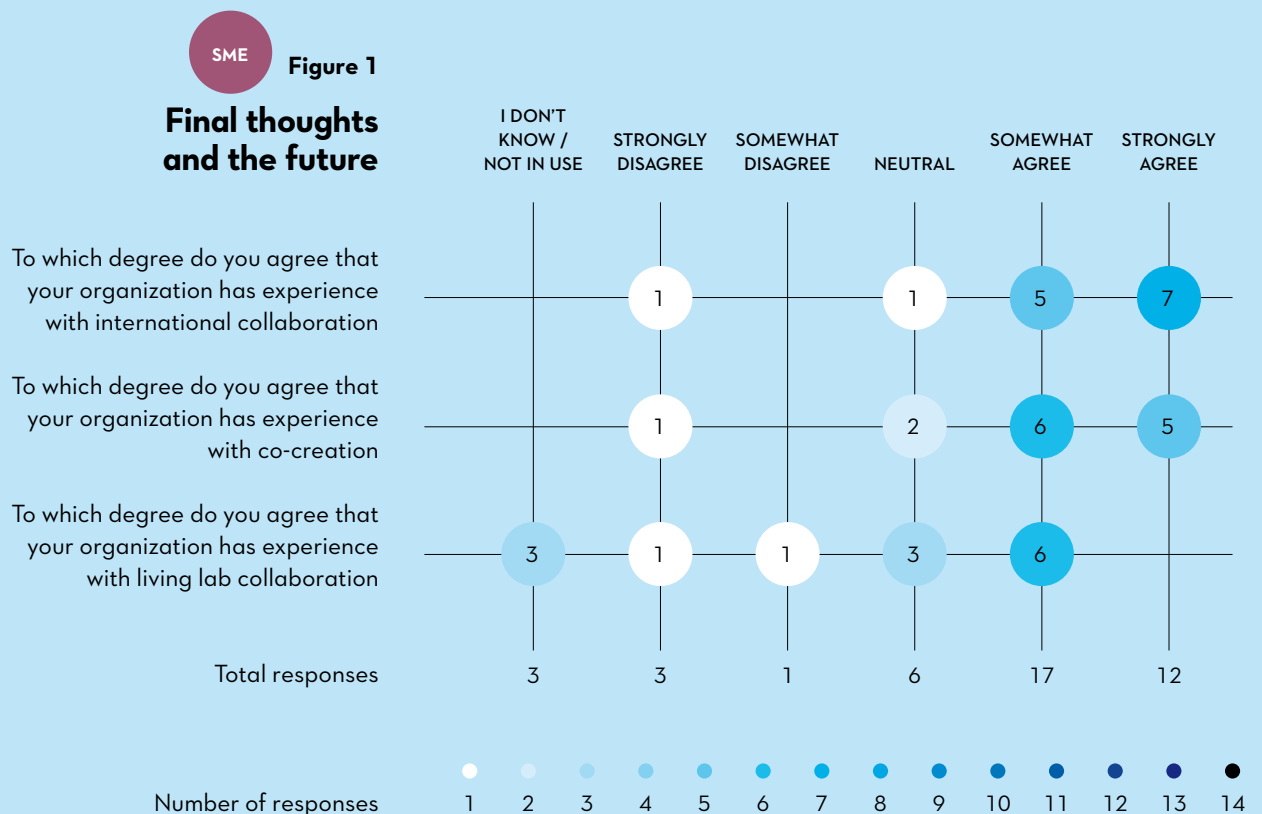 SME
Figure 1
Final thoughts
and the future
I DON'T
KNOW /
NOT IN USE
STRONGLY
DISAGREE
SOMEWHAT
DISAGREE
NEUTRAL
SOMEWHAT
AGREE
STRONGLY
AGREE
To which degree do you agree that
your organization has experience
with international collaboration
1 1 5 7
To which degree do you agree that
your organization has experience
with co-creation
1 2 6 5
To which degree do you agree that
your organization has experience
with living lab collaboration
3 1 1 3 6
Total responses 3 3 1 6 17 12
Number of responses 1 2 3 4 5 6 7 8 9 10 11 12 13 14